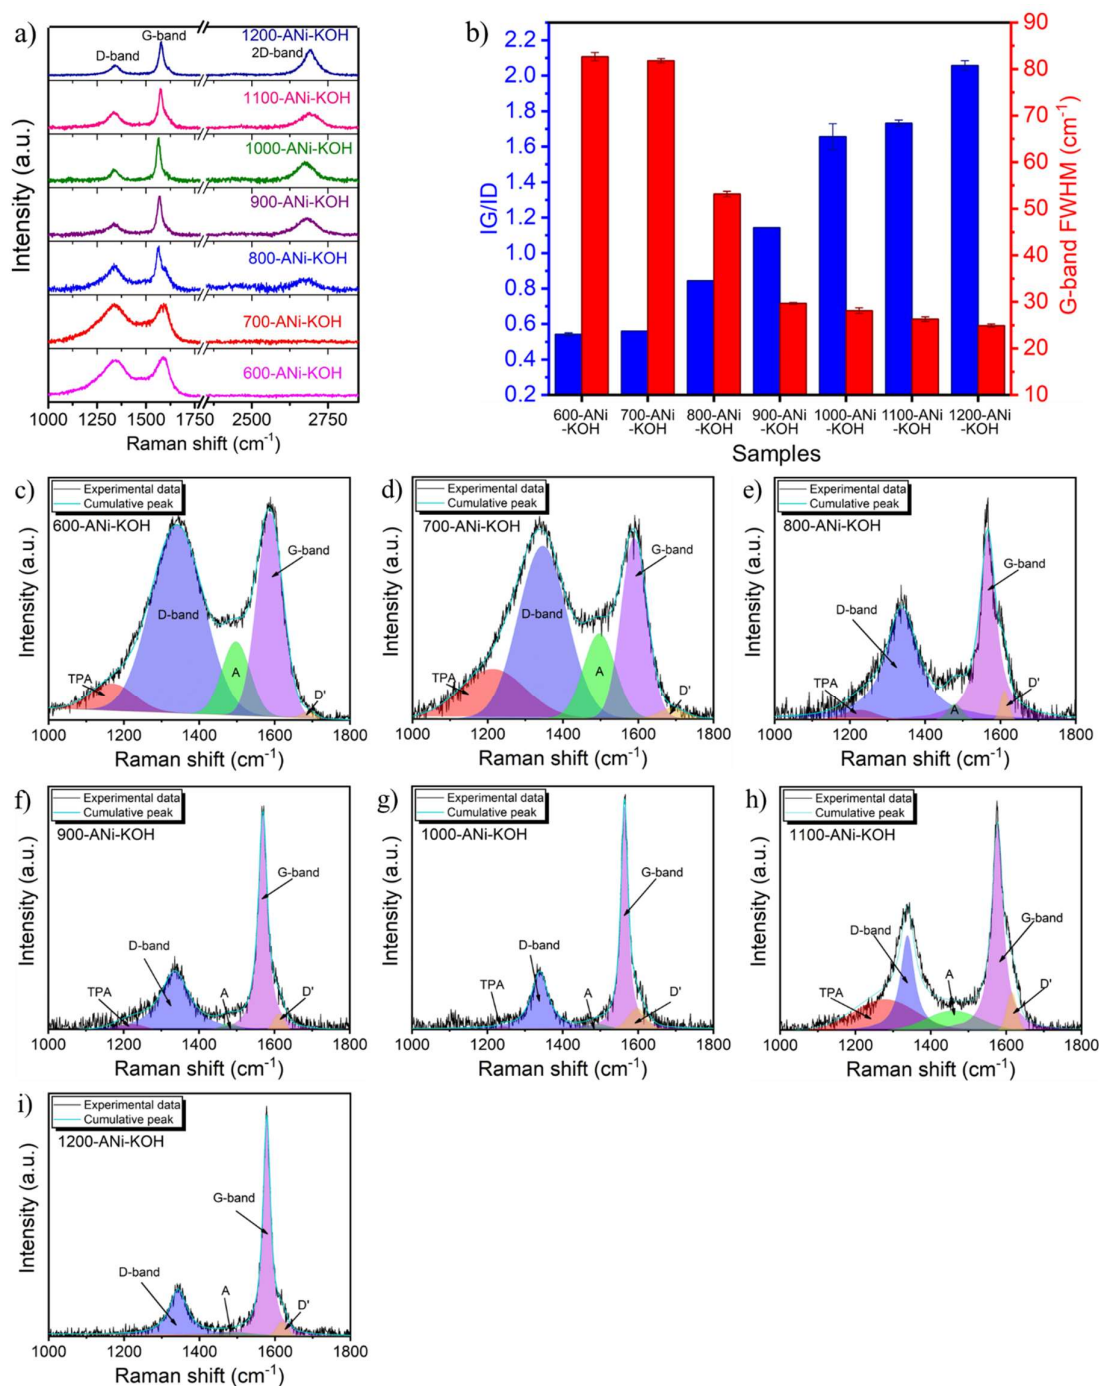 a)
D-band
G-band
1200-ANi-KOH
2D-band
1100-ANi-KOH
1000-ANi-KOH
900-ANi-KOH
800-ANi-KOH
700-ANi-KOH
600-ANi-KOH
Intensity (a.u.)
1000 1250 1500 1750 2500 2750
Raman shift (cm⁻¹)
b)
2.2
2.0
1.8
1.6
1.4
1.2
1.0
0.8
0.6
0.4
0.2
IG/ID
90
80
70
60
50
40
30
20
10
G-band FWHM (cm⁻¹)
600-ANi 700-ANi 800-ANi 900-ANi 1000-ANi 1100-ANi 1200-ANi
-KOH -KOH -KOH -KOH -KOH -KOH -KOH
Samples
c)
Experimental data
Cumulative peak
600-ANi-KOH
G-band
D-band
TPA
A
D'
Intensity (a.u.)
1000 1200 1400 1600 1800
Raman shift (cm⁻¹)
d)
Experimental data
Cumulative peak
700-ANi-KOH
G-band
D-band
TPA
A
D'
Intensity (a.u.)
1000 1200 1400 1600 1800
Raman shift (cm⁻¹)
e)
Experimental data
Cumulative peak
800-ANi-KOH
G-band
D-band
TPA
A
D'
Intensity (a.u.)
1000 1200 1400 1600 1800
Raman shift (cm⁻¹)
f)
Experimental data
Cumulative peak
900-ANi-KOH
G-band
D-band
TPA
A
D'
Intensity (a.u.)
1000 1200 1400 1600 1800
Raman shift (cm⁻¹)
g)
Experimental data
Cumulative peak
1000-ANi-KOH
G-band
D-band
TPA
A
D'
Intensity (a.u.)
1000 1200 1400 1600 1800
Raman shift (cm⁻¹)
h)
Experimental data
Cumulative peak
1100-ANi-KOH
D-band
G-band
A
TPA
D'
Intensity (a.u.)
1000 1200 1400 1600 1800
Raman shift (cm⁻¹)
i)
Experimental data
Cumulative peak
1200-ANi-KOH
G-band
D-band
A
D'
Intensity (a.u.)
1000 1200 1400 1600 1800
Raman shift (cm⁻¹)